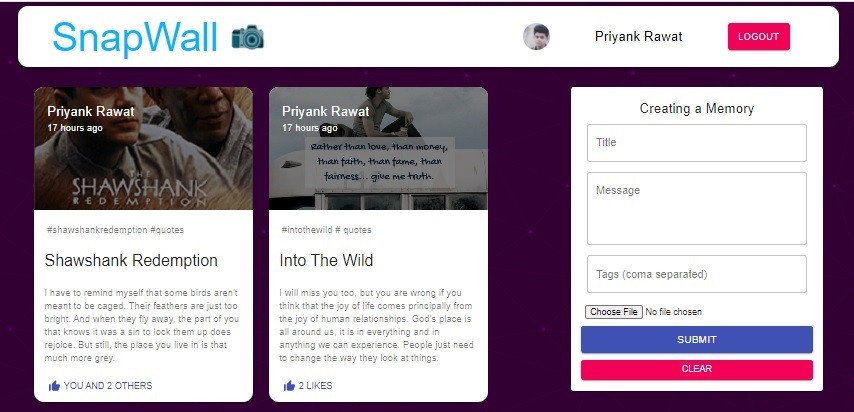 SnapWall
Priyank Rawat
LOGOUT
Priyank Rawat
17 hours ago
THE
SHAWSHANK
REDEMPTION
#shawshankredemption #quotes
Shawshank Redemption
I have to remind myself that some birds aren't
meant to be caged. Their feathers are just too
bright. And when they fly away, the part of you
that knows it was a sin to lock them up does
rejoice. But still, the place you live in is that
much more grey.
YOU AND 2 OTHERS
Priyank Rawat
17 hours ago
Rather than love, than money,
than faith, than fame, than
fairness... give me truth.
#intothewild # quotes
Into The Wild
I will miss you too, but you are wrong if you
think that the joy of life comes principally from
the joy of human relationships. God's place is
all around us, it is in everything and in
anything we can experience. People just need
to change the way they look at things.
2 LIKES
Creating a Memory
Title
Message
Tags (coma separated)
Choose File No file chosen
SUBMIT
CLEAR